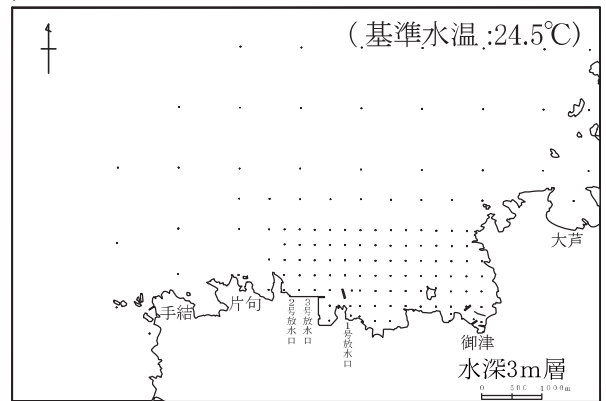 (基準水温:24.5℃)
大芦
手結
片句
2号放水口
3号放水口
1号放水口
御津
水深3m層
0 500 1000m